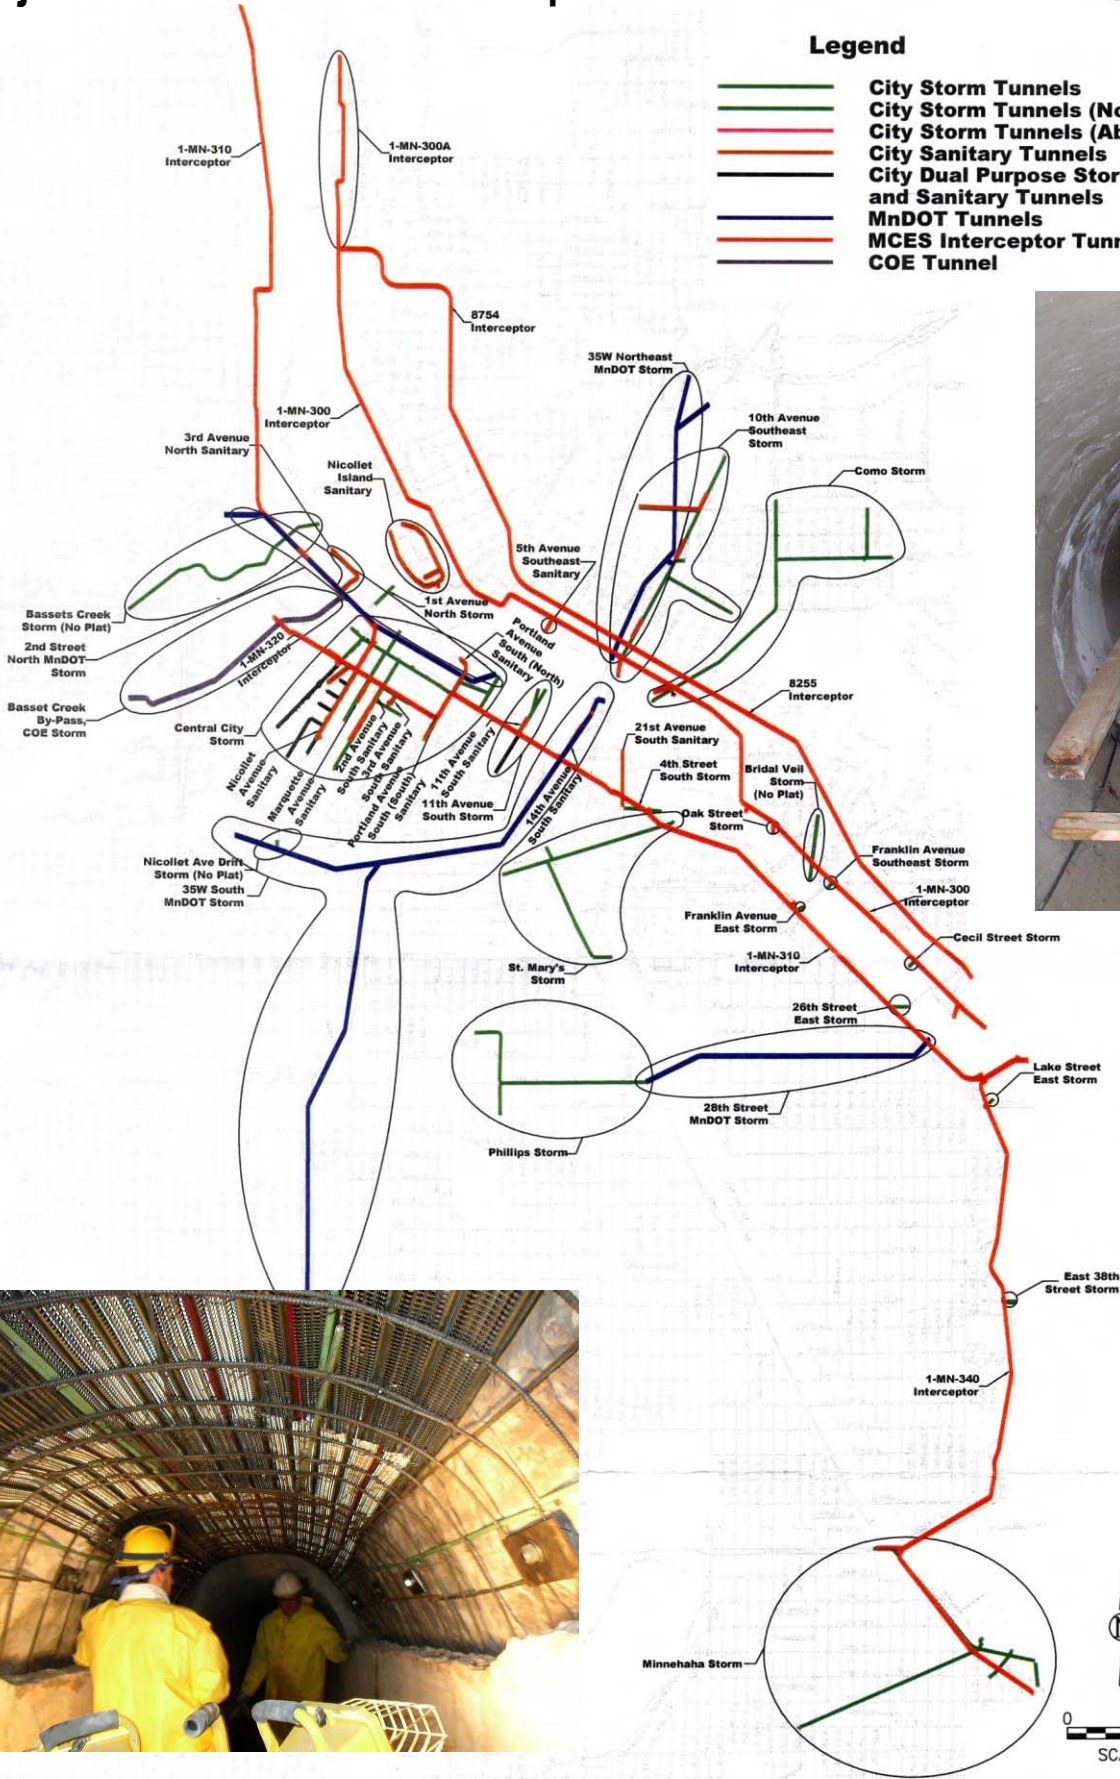 Legend
City Storm Tunnels
City Storm Tunnels
City Storm Tunnels
City Sanitary Tunnels
City Dual Purpose
and Sanitary Tunnels
MnDOT Tunnels
MCES Interceptor
COE Tunnel
1-MN-310
Interceptor
1-MN-300A
Interceptor
8754
Interceptor
35W Northeast
MnDOT Storm
1-MN-300
Interceptor
10th Avenue
Southeast
Storm
3rd Avenue
North Sanitary
Nicollet
Island
Sanitary
Como Storm
5th Avenue
Southeast
Sanitary
1st Avenue
North Storm
Bassets Creek
Storm (No Plat)
2nd Street
North MnDOT
Storm
Portland
Avenue
South (North)
Sanitary
1-MN-320
Interceptor
8255
Interceptor
Basset Creek
By-Pass,
COE Storm
Central City
Storm
21st Avenue
South Sanitary
Nicollet
Avenue
Sanitary
Marquette
Avenue
Sanitary
2nd Avenue
South Sanitary
3rd Avenue
South Sanitary
Portland Avenue
South (South)
Sanitary
11th Avenue
South Sanitary
11th Avenue
South Storm
14th Avenue
South Sanitary
4th Street
South Storm
Bridal Veil
Storm
(No Plat)
Oak Street
Storm
Nicollet Ave Drift
Storm (No Plat)
35W South
MnDOT Storm
Franklin Avenue
Southeast Storm
1-MN-300
Interceptor
Franklin Avenue
East Storm
Cecil Street Storm
1-MN-310
Interceptor
St. Mary's
Storm
26th Street
East Storm
Lake Street
East Storm
28th Street
MnDOT Storm
Phillips Storm
East 38th
Street Storm
1-MN-340
Interceptor
Minnehaha Storm
0